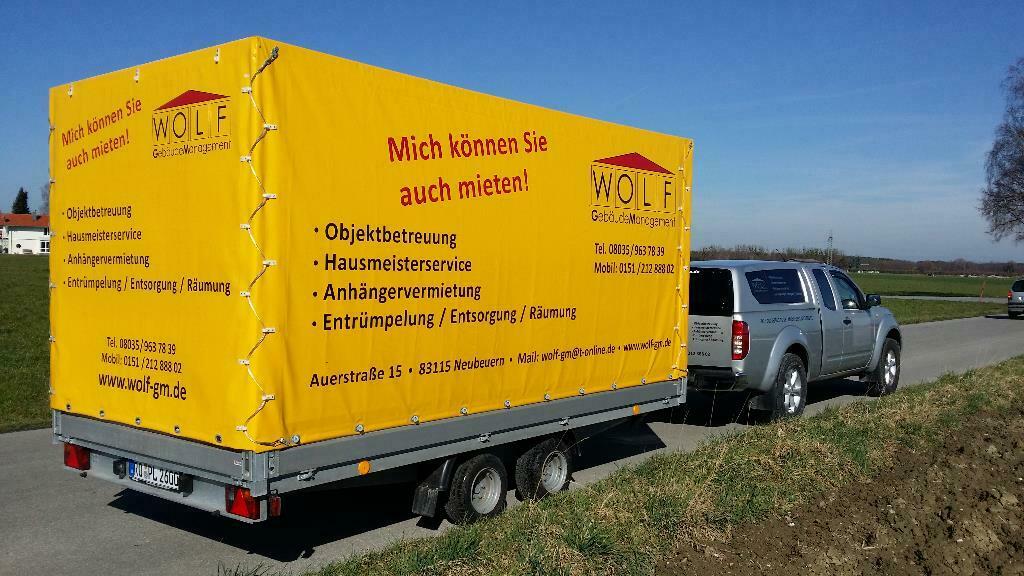 Mich können Sie
auch mieten!
WOLF
GebäudeManagement
· Objektbetreuung
· Hausmeisterservice
· Anhängervermietung
· Entrümpelung / Entsorgung / Räumung
Tel. 08035/963 78 39
Mobil: 0151/212 888 02
www.wolf-gm.de
Mich können Sie
auch mieten!
WOLF
GebäudeManagement
· Objektbetreuung
· Hausmeisterservice
· Anhängervermietung
· Entrümpelung / Entsorgung / Räumung
Tel. 08035/963 78 39
Mobil: 0151/212 888 02
Auerstraße 15 · 83115 Neubeuern · Mail: wolf-gm@t-online.de · www.wolf-gm.de
RO PL 2600